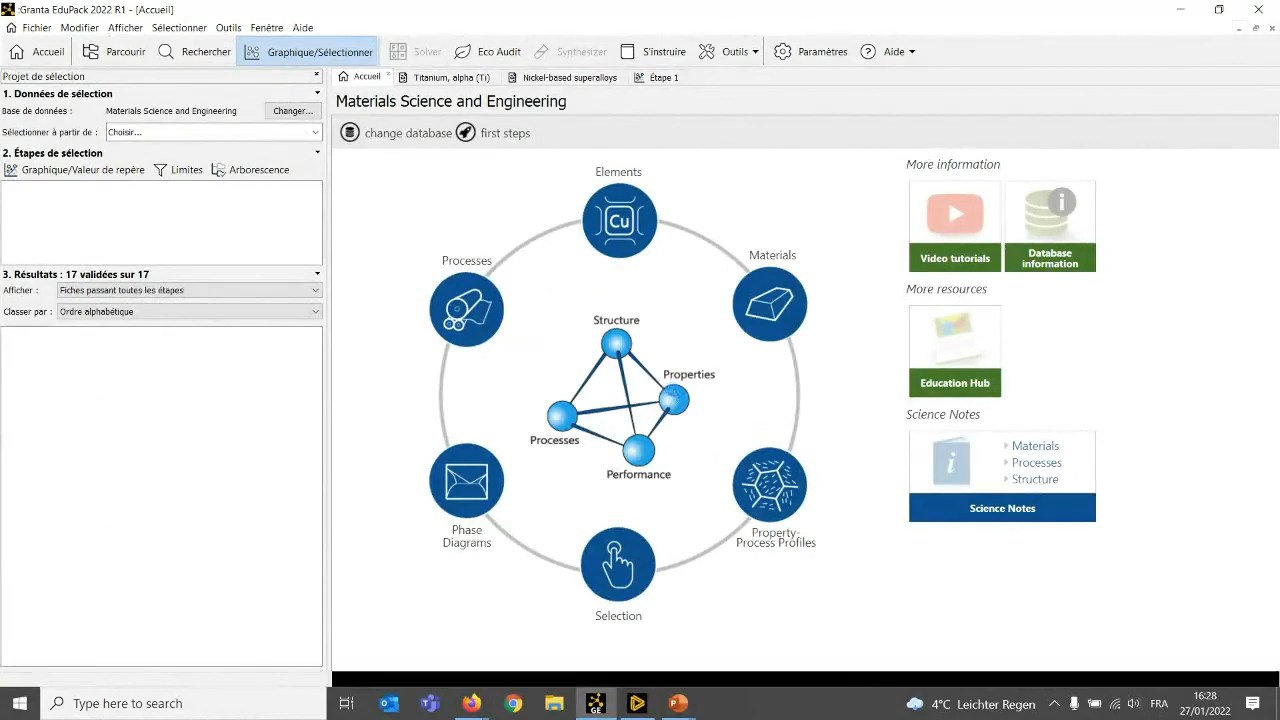 Granta EduPack 2022 R1 - [Accueil]
Fichier Modifier Afficher Sélectionner Outils Fenêtre Aide
Accueil Parcourir Rechercher Graphique/Sélectionner Solver Eco Audit Synthesizer S'instruire Outils Paramètres Aide
Projet de sélection
Accueil Titanium, alpha (Ti) Nickel-based superalloys Étape 1
1. Données de sélection
Base de données : Materials Science and Engineering Changer...
Sélectionner à partir de : Choisir...
2. Étapes de sélection
Graphique/Valeur de repère Limites Arborescence
3. Résultats : 17 validées sur 17
Afficher : Fiches passant toutes les étapes
Classer par : Ordre alphabétique
Materials Science and Engineering
change database first steps
Elements
Cu
Processes
Materials
Structure
Properties
Processes
Performance
Phase
Diagrams
Property-
Process Profiles
Selection
More information
Video tutorials
Database
information
More resources
Education Hub
Science Notes
Materials
Processes
Structure
Science Notes
Type here to search
GE
4°C Leichter Regen
FRA
16:28
27/01/2022